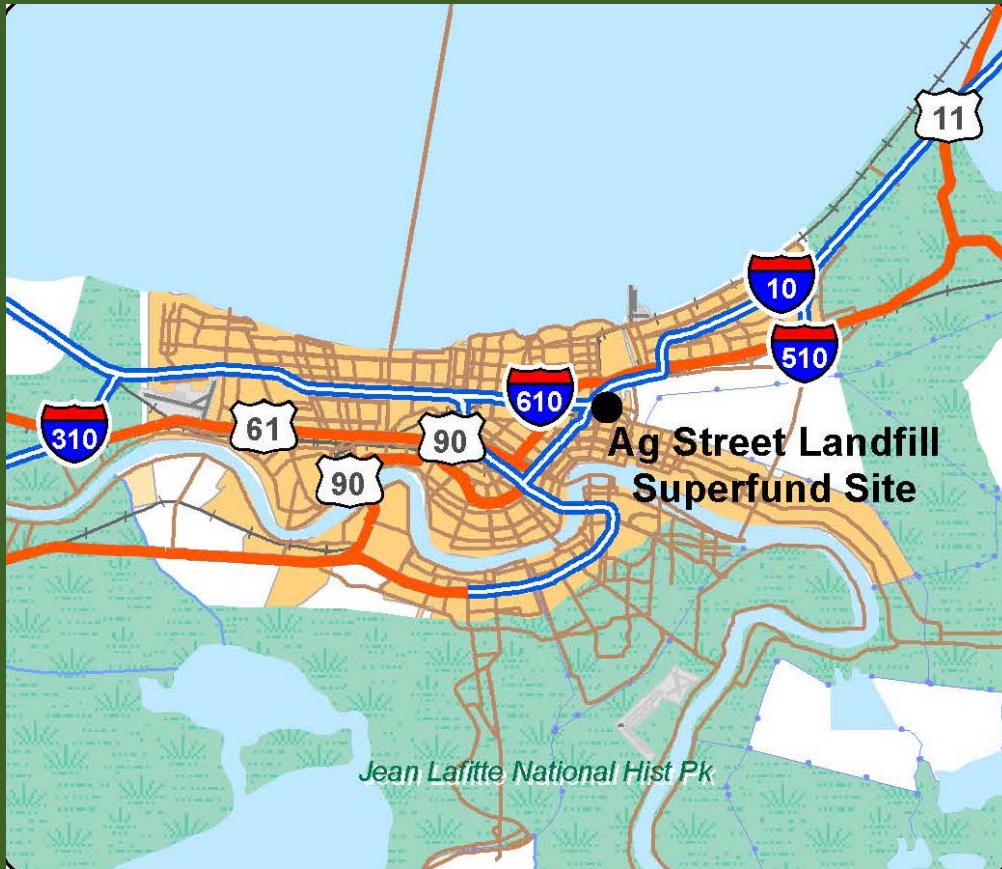 11
10
510
610
310
61
90
90
Ag Street Landfill
Superfund Site
Jean Lafitte National Hist Pk